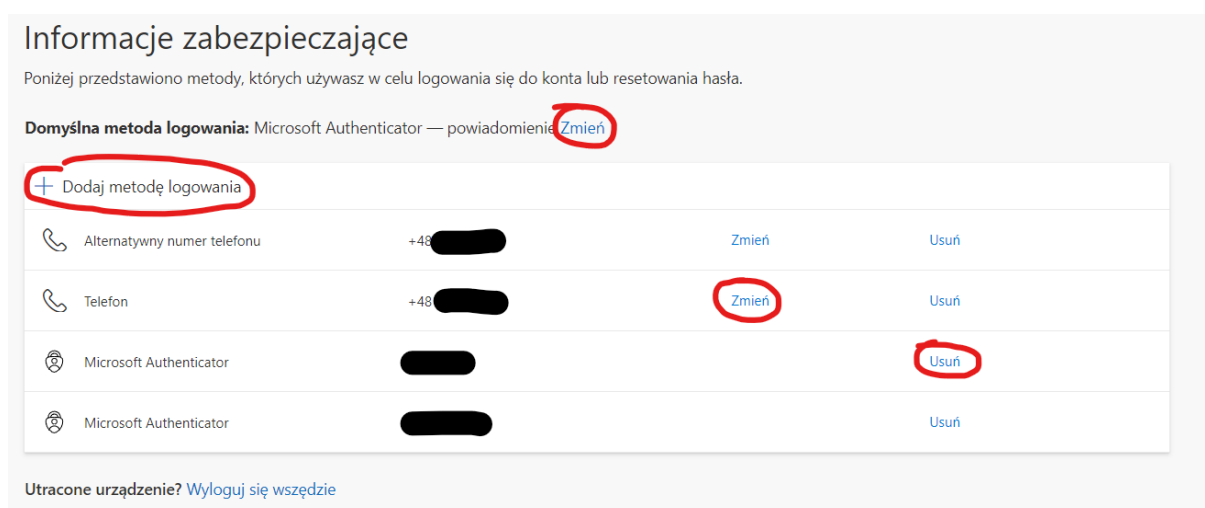 Informacje zabezpieczające
Poniżej przedstawiono metody, których używasz w celu logowania się do konta lub resetowania hasła.
Domyślna metoda logowania: Microsoft Authenticator — powiadomienie Zmień
+ Dodaj metodę logowania
Alternatywny numer telefonu +48 Zmień Usuń
Telefon +48 Zmień Usuń
Microsoft Authenticator Usuń
Microsoft Authenticator Usuń
Utracone urządzenie? Wyloguj się wszędzie